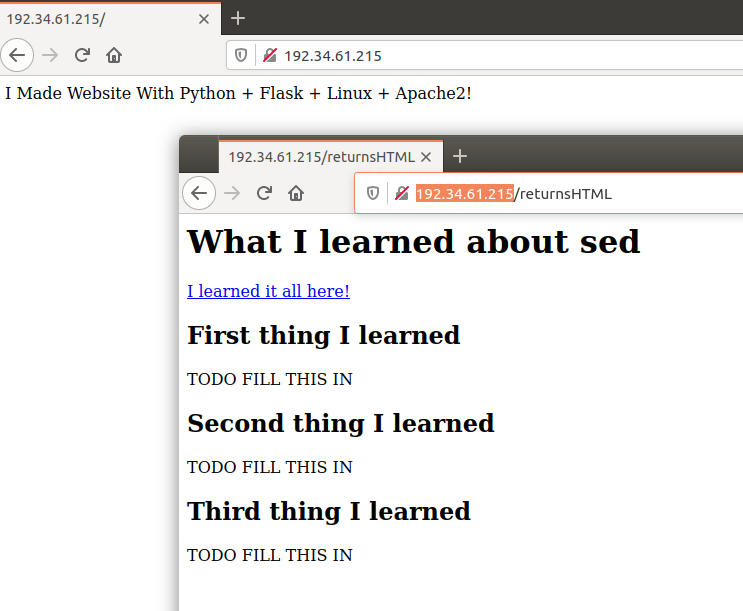 192.34.61.215/
192.34.61.215
I Made Website With Python + Flask + Linux + Apache2!
192.34.61.215/returnsHTML
192.34.61.215/returnsHTML
What I learned about sed
I learned it all here!
First thing I learned
TODO FILL THIS IN
Second thing I learned
TODO FILL THIS IN
Third thing I learned
TODO FILL THIS IN